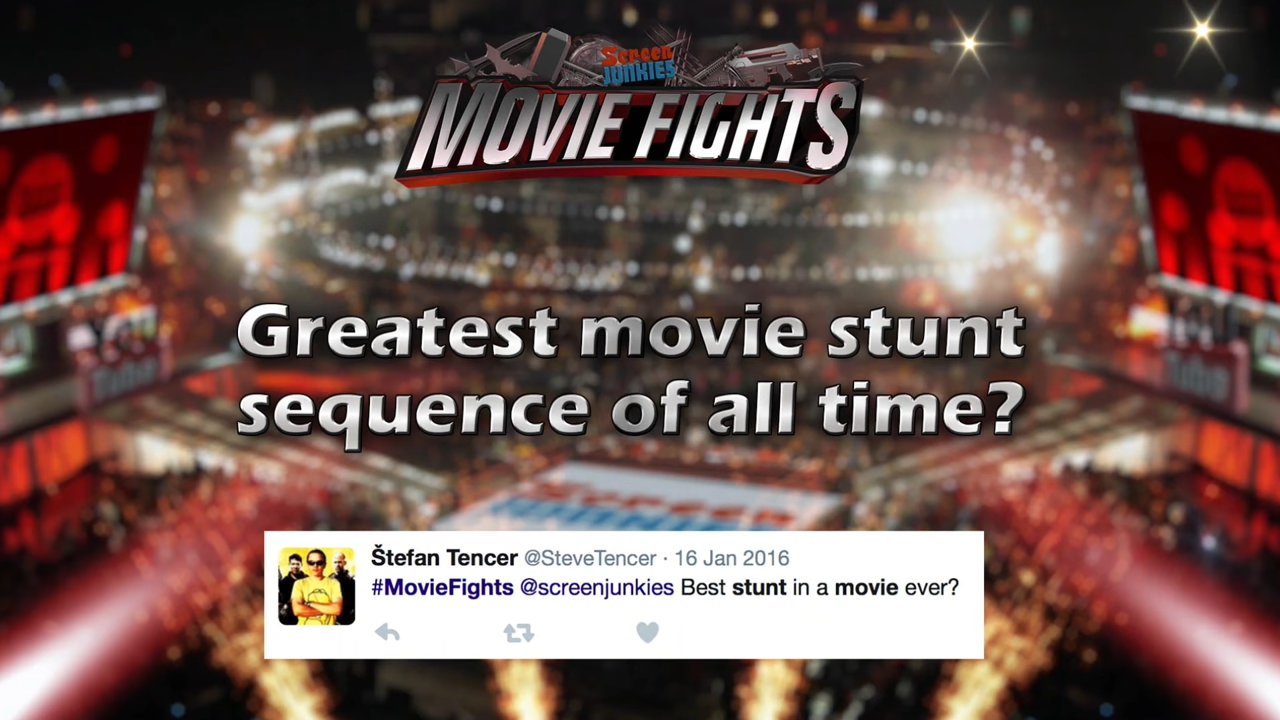 Screen
JUNKIES
MOVIE FIGHTS
Greatest movie stunt
sequence of all time?
Štefan Tencer @SteveTencer · 16 Jan 2016
#MovieFights @screenjunkies Best stunt in a movie ever?